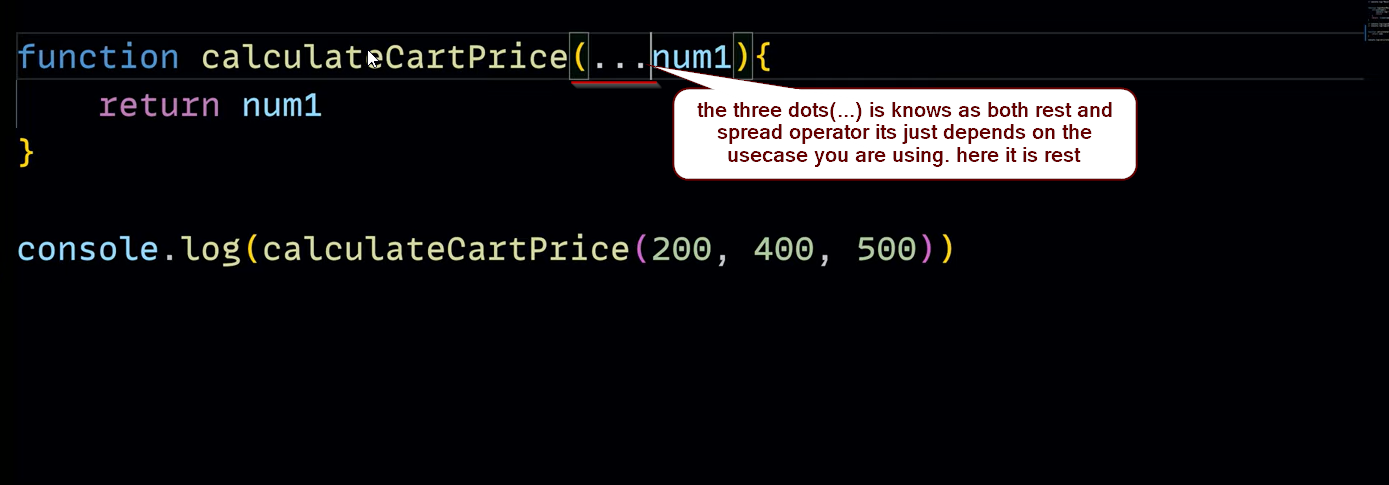 function calculateCartPrice(...num1){
return num1
}
the three dots(...) is knows as both rest and
spread operator its just depends on the
usecase you are using. here it is rest
console.log(calculateCartPrice(200, 400, 500))